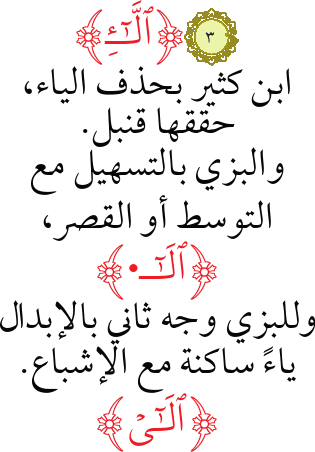 ٣ ﴿ٱلَّـٰٓـِٔ﴾
ابن كثير بحذف الياء،
حققها قنبل.
والبزي بالتسهيل مع
التوسط أو القصر،
﴿ٱلَـٰٓـ•﴾
وللبزي وجه ثاني بالإبدال
ياءً ساكنة مع الإشباع.
﴿ٱلَـٰٓىۡ﴾